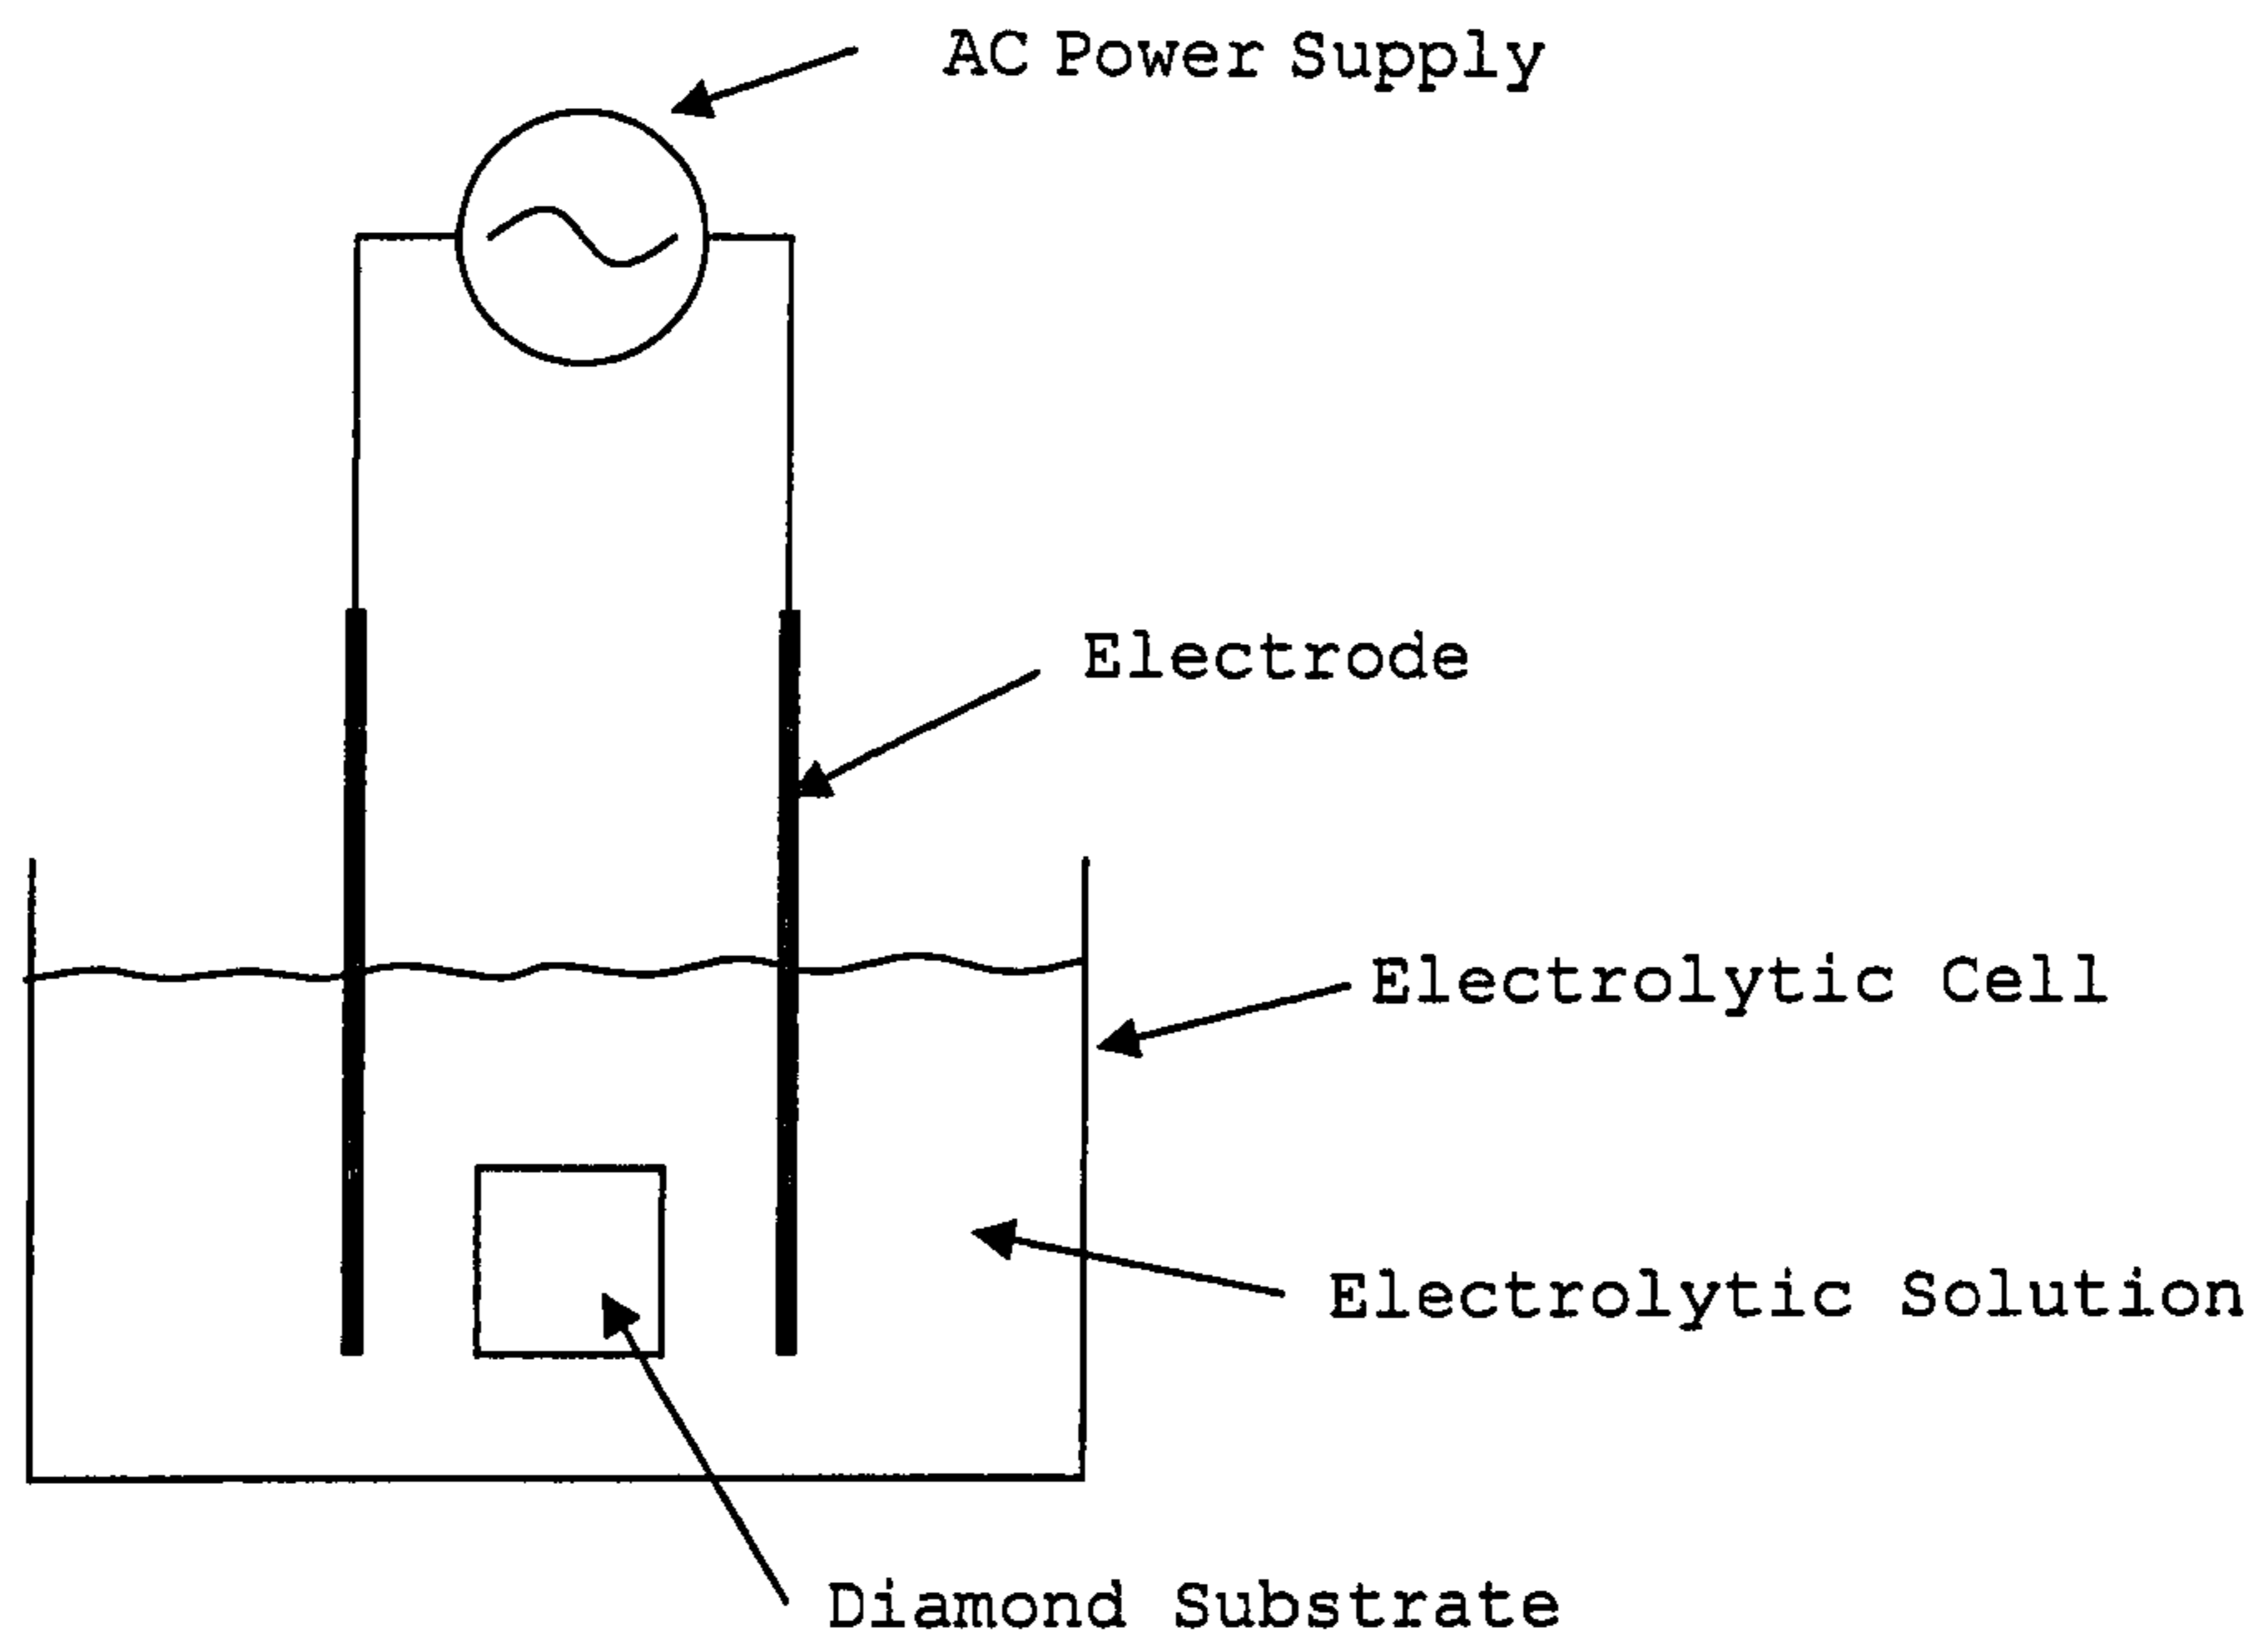 AC Power Supply
Electrode
Electrolytic Cell
Electrolytic Solution
Diamond Substrate